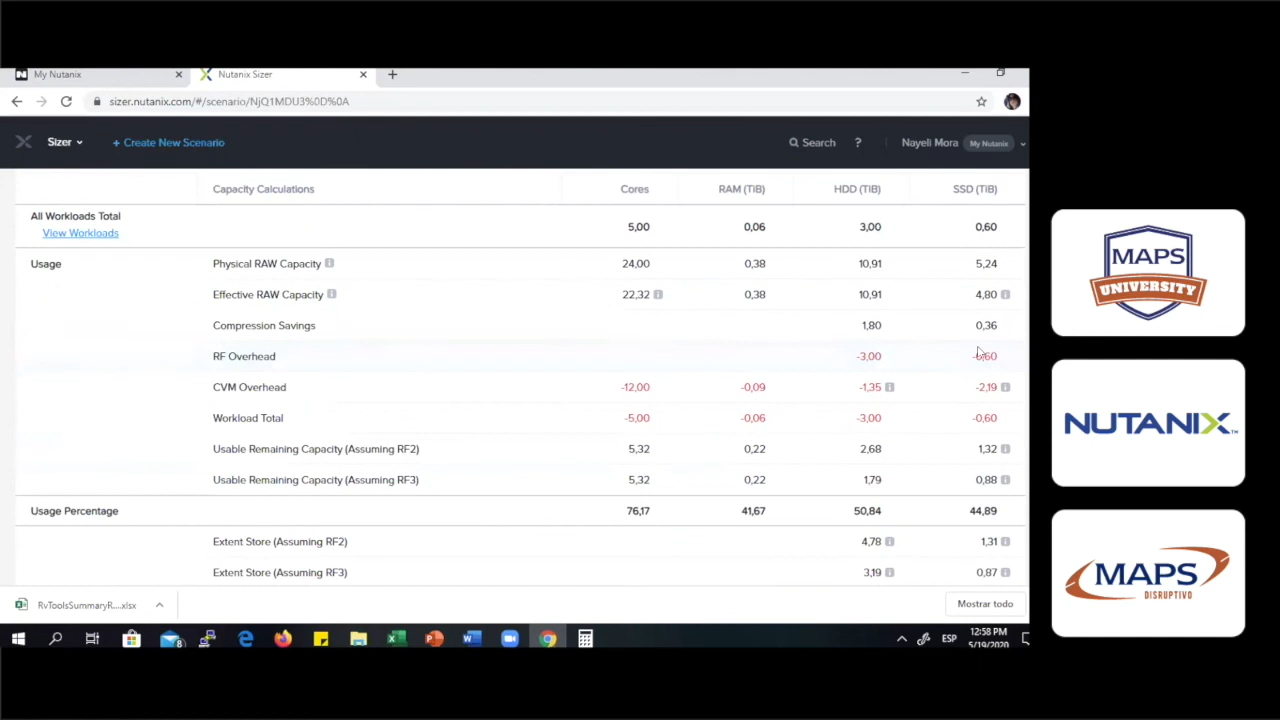 My Nutanix
Nutanix Sizer
sizer.nutanix.com/#/scenario/NjQ1MDU3%0D%0A
Sizer
+ Create New Scenario
Search ?
Nayeli Mora My Nutanix
Capacity Calculations Cores RAM (TiB) HDD (TiB) SSD (TiB)
All Workloads Total 5,00 0,06 3,00 0,60
View Workloads
Usage Physical RAW Capacity 24,00 0,38 10,91 5,24
Effective RAW Capacity 22,32 0,38 10,91 4,80
Compression Savings 1,80 0,36
RF Overhead -3,00 -0,60
CVM Overhead -12,00 -0,09 -1,35 -2,19
Workload Total -5,00 -0,06 -3,00 -0,60
Usable Remaining Capacity (Assuming RF2) 5,32 0,22 2,68 1,32
Usable Remaining Capacity (Assuming RF3) 5,32 0,22 1,79 0,88
Usage Percentage 76,17 41,67 50,84 44,89
Extent Store (Assuming RF2) 4,78 1,31
Extent Store (Assuming RF3) 3,19 0,87
RvToolsSummaryR....xlsx
Mostrar todo
ESP
12:58 PM
5/19/2020
MAPS
UNIVERSITY
NUTANIX™
MAPS
DISRUPTIVO